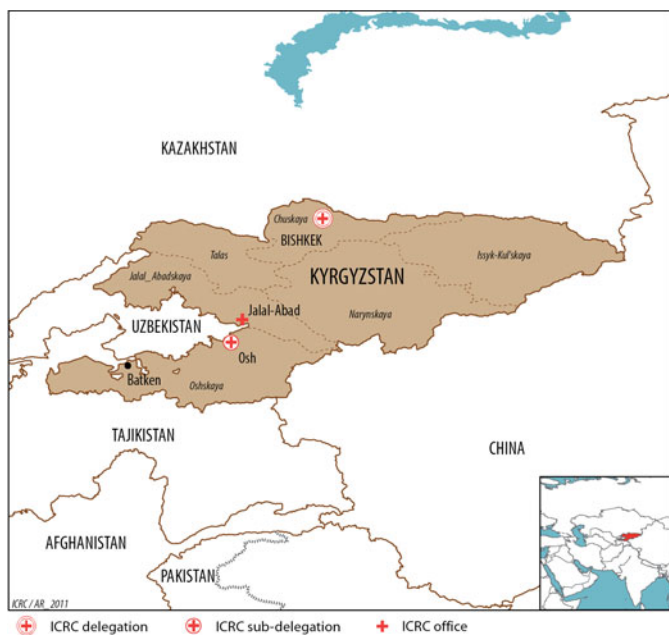 KAZAKHSTAN
Chuskaya
BISHKEK
Talas
Issyk-Kul'skaya
KYRGYZSTAN
Jalal_Abadskaya
Jalal-Abad
Narynskaya
UZBEKISTAN
Osh
Batken
Oshskaya
TAJIKISTAN
CHINA
AFGHANISTAN
PAKISTAN
ICRC / AR_2011
ICRC delegation ICRC sub-delegation ICRC office